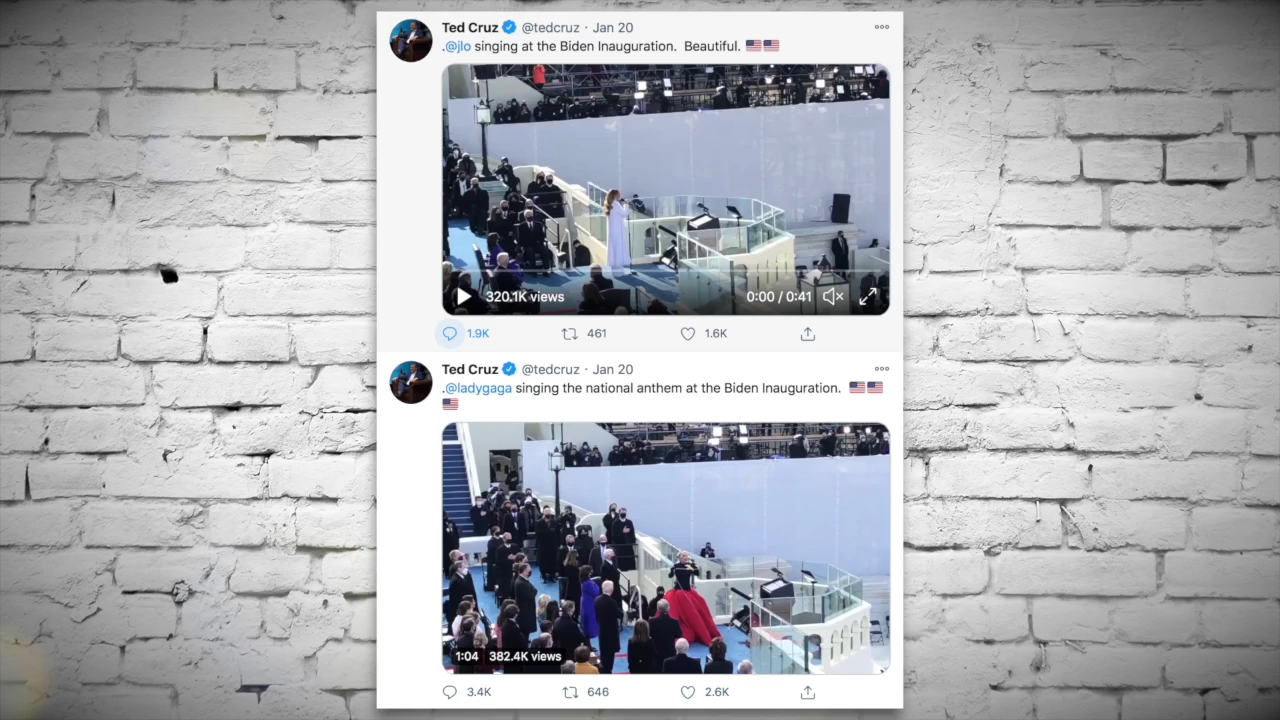 Ted Cruz @tedcruz · Jan 20
.@jlo singing at the Biden Inauguration. Beautiful. 🇺🇸🇺🇸
320.1K views
0:00 / 0:41
1.9K 461 1.6K
Ted Cruz @tedcruz · Jan 20
.@ladygaga singing the national anthem at the Biden Inauguration. 🇺🇸🇺🇸
🇺🇸
1:04 382.4K views
3.4K 646 2.6K